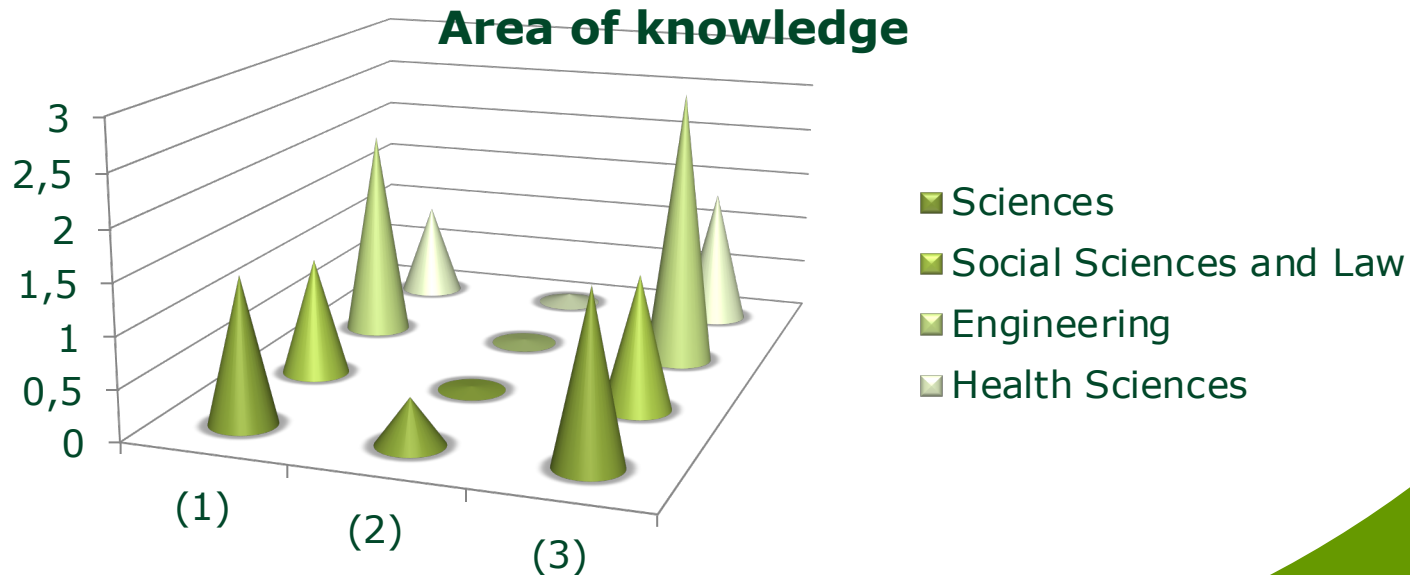 Area of knowledge
3
2,5
2
1,5
1
0,5
0
(1)
(2)
(3)
Sciences
Social Sciences and Law
Engineering
Health Sciences